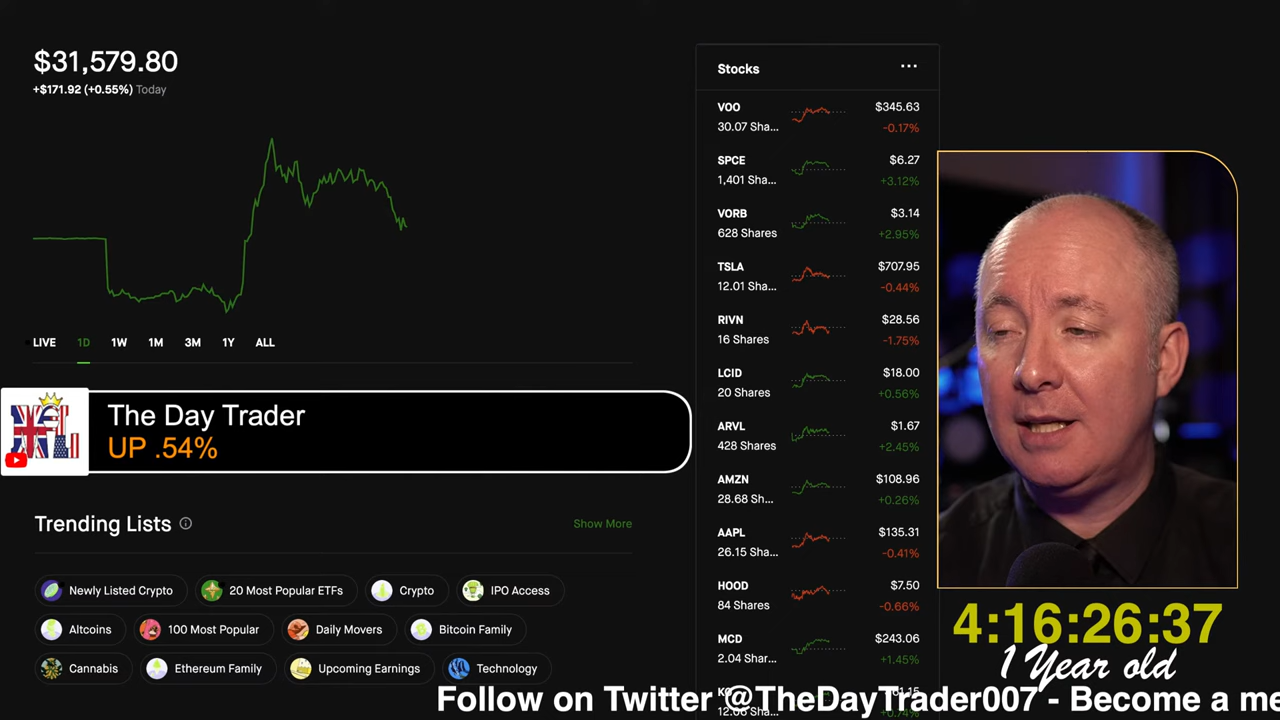 $31,579.80
+$171.92 (+0.55%) Today
LIVE 1D 1W 1M 3M 1Y ALL
The Day Trader
UP .54%
Trending Lists
Show More
Newly Listed Crypto
20 Most Popular ETFs
Crypto
IPO Access
Altcoins
100 Most Popular
Daily Movers
Bitcoin Family
Cannabis
Ethereum Family
Upcoming Earnings
Technology
Stocks
VOO $345.63
30.07 Sha... -0.17%
SPCE $6.27
1,401 Share... +3.12%
VORB $3.14
628 Shares +2.95%
TSLA $707.95
12.01 Sha... -0.44%
RIVN $28.56
16 Shares -1.75%
LCID $18.00
20 Shares +0.56%
ARVL $1.67
428 Shares +2.45%
AMZN $108.96
28.68 Sh... +0.26%
AAPL $135.31
26.15 Sha... -0.41%
HOOD $7.50
84 Shares -0.66%
MCD $243.06
2.04 Shar... +1.45%
4:16:26:37
1 Year old
Follow on Twitter @TheDayTrader007 - Become a me